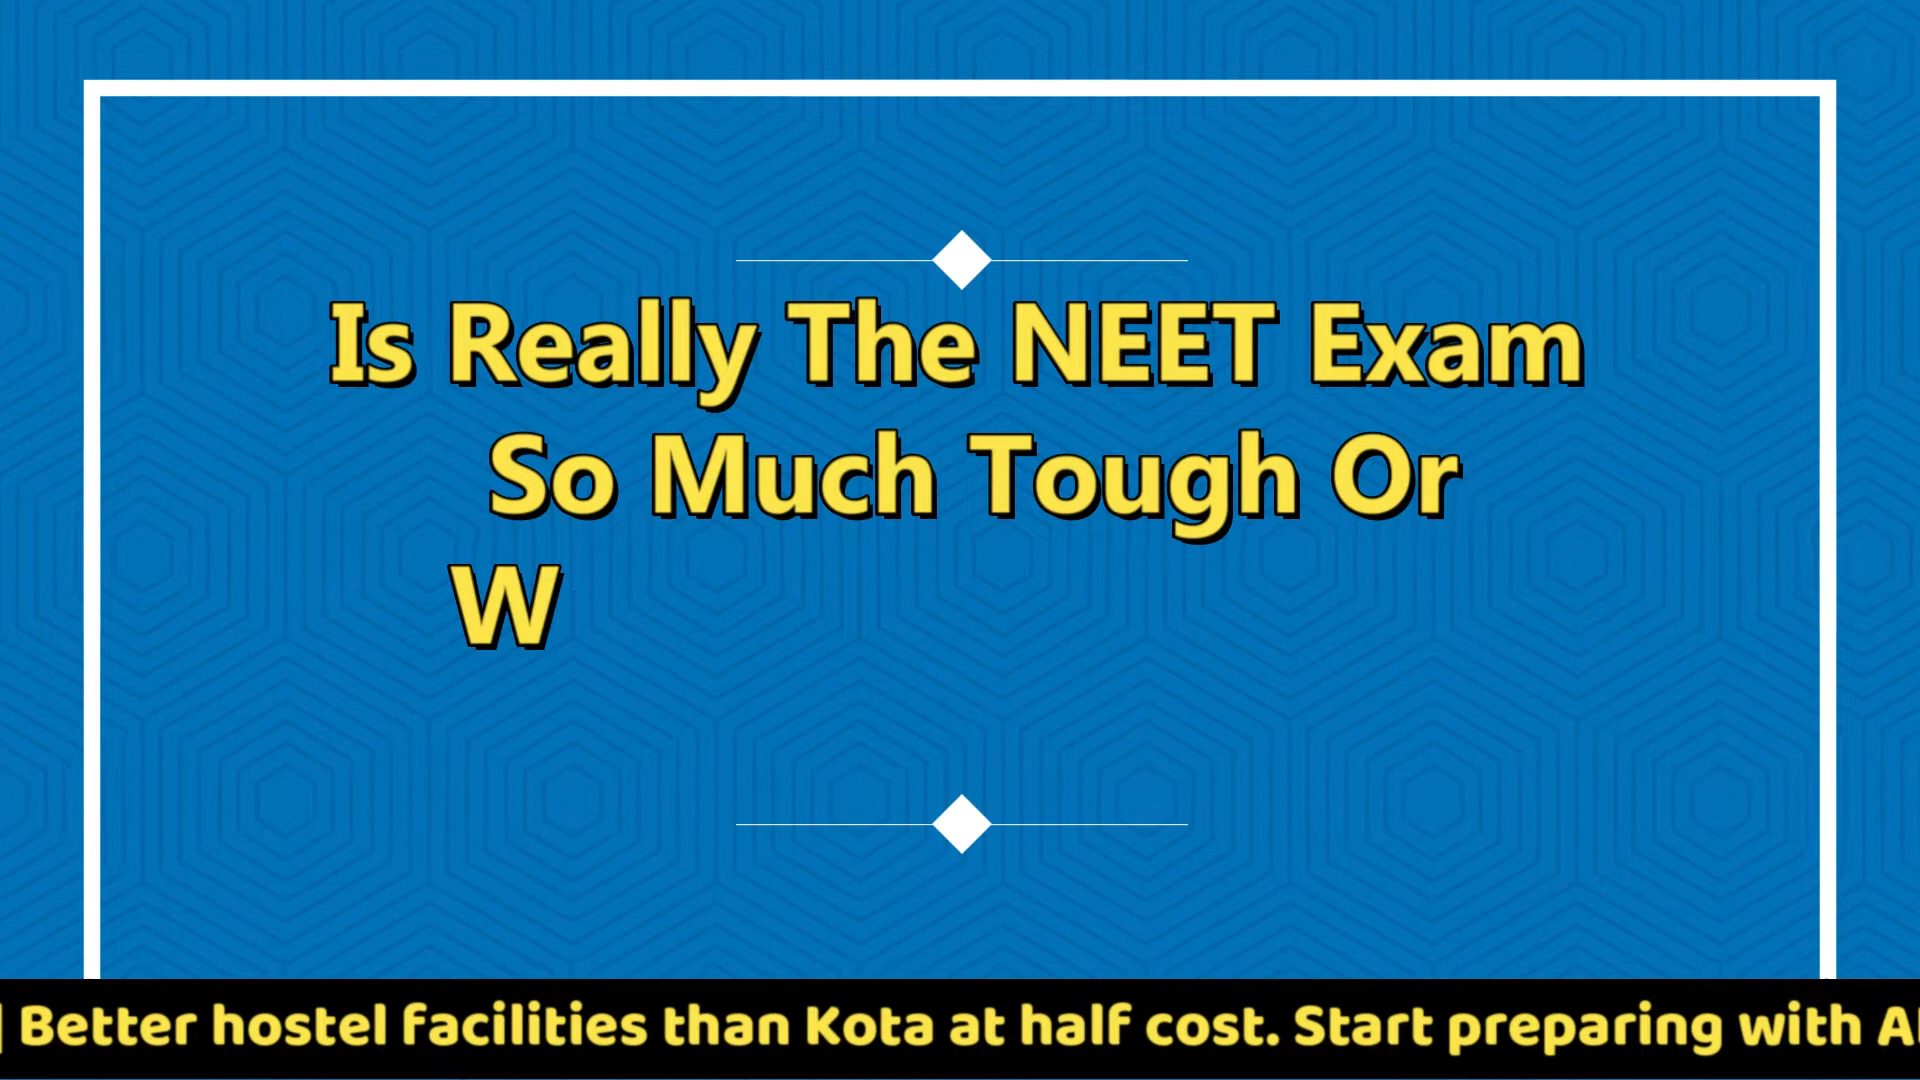 Is Really The NEET Exam
So Much Tough Or
W
| Better hostel facilities than Kota at half cost. Start preparing with